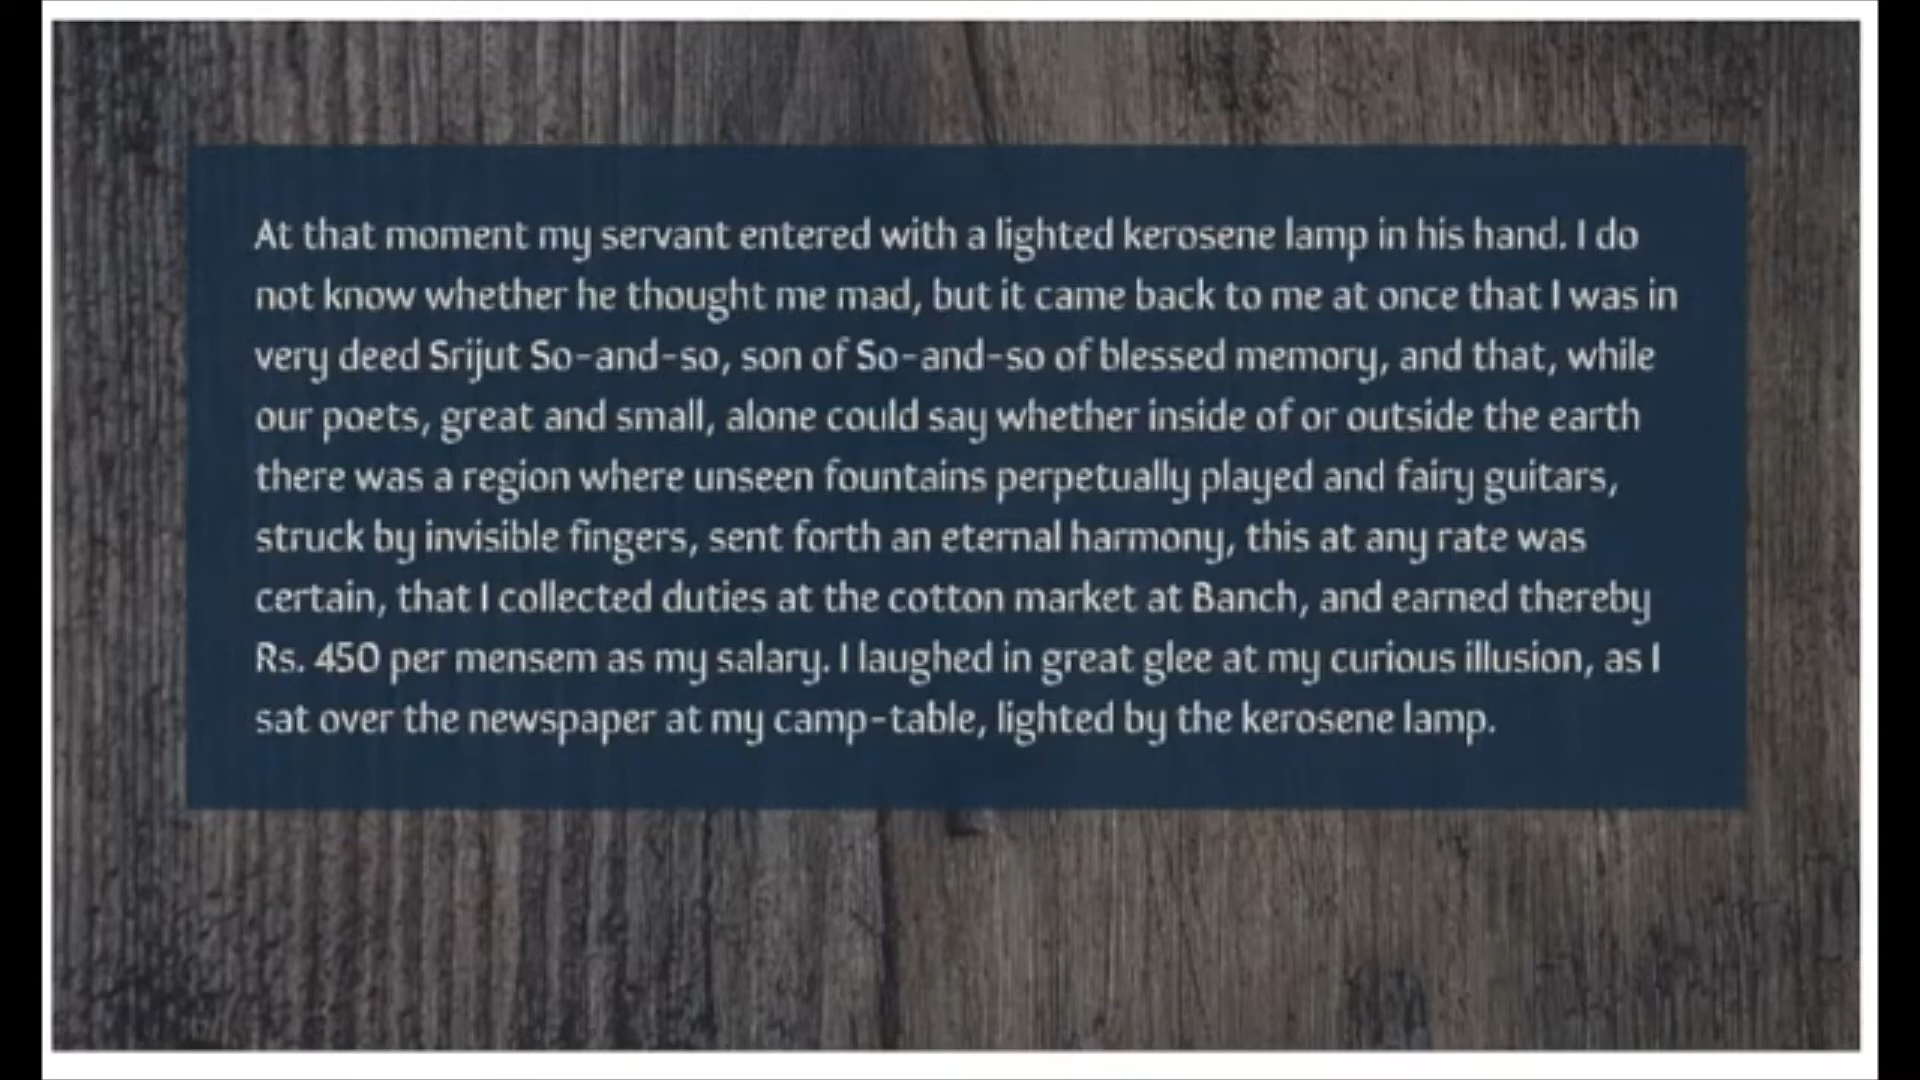 At that moment my servant entered with a lighted kerosene lamp in his hand. I do
not know whether he thought me mad, but it came back to me at once that I was in
very deed Srijut So-and-so, son of So-and-so of blessed memory, and that, while
our poets, great and small, alone could say whether inside of or outside the earth
there was a region where unseen fountains perpetually played and fairy guitars,
struck by invisible fingers, sent forth an eternal harmony, this at any rate was
certain, that I collected duties at the cotton market at Banch, and earned thereby
Rs. 450 per mensem as my salary. I laughed in great glee at my curious illusion, as I
sat over the newspaper at my camp-table, lighted by the kerosene lamp.